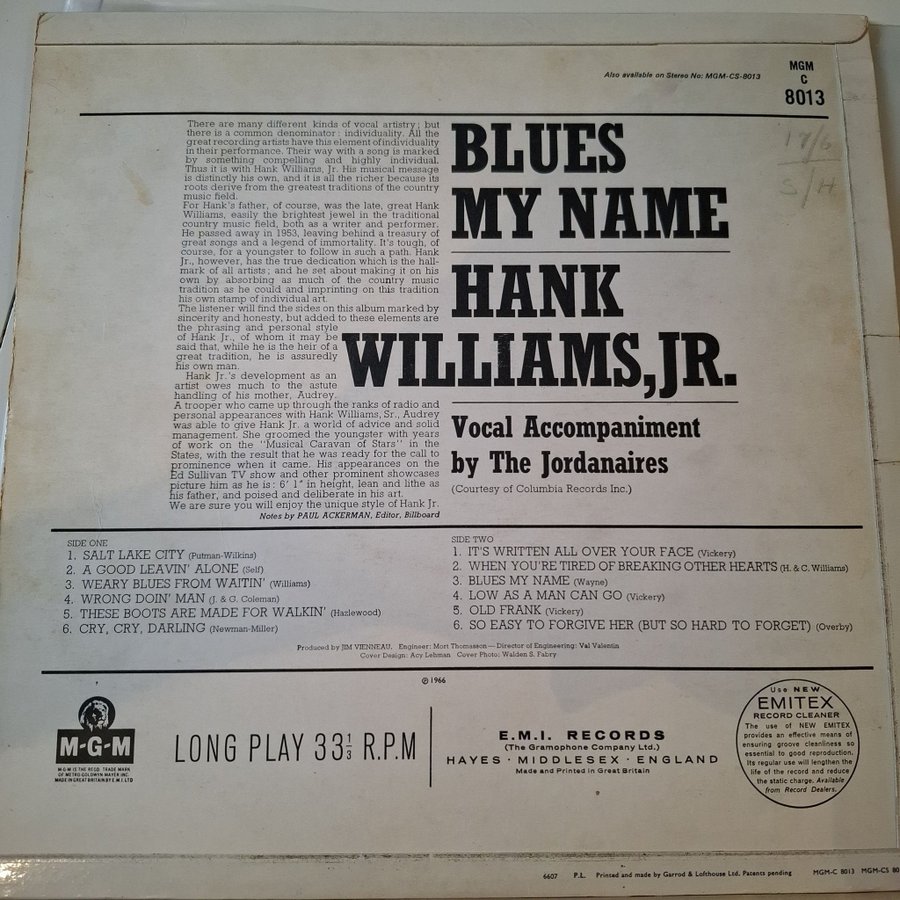 Also available on Stereo No: MGM-CS-8013
MGM
C
8013
17/6
S/H
BLUES
MY NAME
HANK
WILLIAMS, JR.
Vocal Accompaniment
by The Jordanaires
(Courtesy of Columbia Records Inc.)
There are many different kinds of vocal artistry; but
there is a common denominator: individuality. All the
great recording artists have this element of individuality
in their performance. Their way with a song is marked
by something compelling and highly individual.
Thus it is with Hank Williams, Jr. His musical message
is distinctly his own, and it is all the richer because its
roots derive from the greatest traditions of the country
music field.
For Hank's father, of course, was the late, great Hank
Williams, easily the brightest jewel in the traditional
country music field, both as a writer and performer.
He passed away in 1953, leaving behind a treasury of
great songs and a legend of immortality. It's tough, of
course, for a youngster to follow in such a path. Hank
Jr., however, has the true dedication which is the hall-
mark of all artists; and he set about making it on his
own by absorbing as much of the country music
tradition as he could and imprinting on this tradition
his own stamp of individual art.
The listener will find the sides on this album marked by
sincerity and honesty, but added to these elements are
the phrasing and personal style
of Hank Jr., of whom it may be
said that, while he is the heir of a
great tradition, he is assuredly
his own man.
Hank Jr.'s development as an
artist owes much to the astute
handling of his mother, Audrey.
A trooper who came up through the ranks of radio and
personal appearances with Hank Williams, Sr., Audrey
was able to give Hank Jr. a world of advice and solid
management. She groomed the youngster with years
of work on the "Musical Caravan of Stars" in the
States, with the result that he was ready for the call to
prominence when it came. His appearances on the
Ed Sullivan TV show and other prominent showcases
picture him as he is: 6' 1" in height, lean and lithe as
his father, and poised and deliberate in his art.
We are sure you will enjoy the unique style of Hank Jr.
Notes by PAUL ACKERMAN, Editor, Billboard
SIDE ONE
1. SALT LAKE CITY (Putman-Wilkins)
2. A GOOD LEAVIN' ALONE (Self)
3. WEARY BLUES FROM WAITIN' (Williams)
4. WRONG DOIN' MAN (J. & G. Coleman)
5. THESE BOOTS ARE MADE FOR WALKIN' (Hazlewood)
6. CRY, CRY, DARLING (Newman-Miller)
SIDE TWO
1. IT'S WRITTEN ALL OVER YOUR FACE (Vickery)
2. WHEN YOU'RE TIRED OF BREAKING OTHER HEARTS (H. & C. Williams)
3. BLUES MY NAME (Wayne)
4. LOW AS A MAN CAN GO (Vickery)
5. OLD FRANK (Vickery)
6. SO EASY TO FORGIVE HER (BUT SO HARD TO FORGET) (Overby)
Produced by JIM VIENNEAU. Engineer: Mort Thomasson — Director of Engineering: Val Valentin
Cover Design: Acy Lehman Cover Photo: Walden S. Fabry
℗ 1966
M-G-M
M-G-M IS THE REGD. TRADE MARK
OF METRO-GOLDWYN-MAYER INC.
MADE IN GREAT BRITAIN BY E.M.I. LTD
LONG PLAY 33⅓ R.P.M
E.M.I. RECORDS
(The Gramophone Company Ltd.)
HAYES · MIDDLESEX · ENGLAND
Made and Printed in Great Britain
Use NEW
EMITEX
RECORD CLEANER
The use of NEW EMITEX
provides an effective means of
ensuring groove cleanliness so
essential to good reproduction.
Its regular use will lengthen the
life of the record and reduce
the static charge. Available
from Record Dealers.
6607 P.L. Printed and made by Garrod & Lofthouse Ltd. Patents pending MGM-C 8013 MGM-CS 80